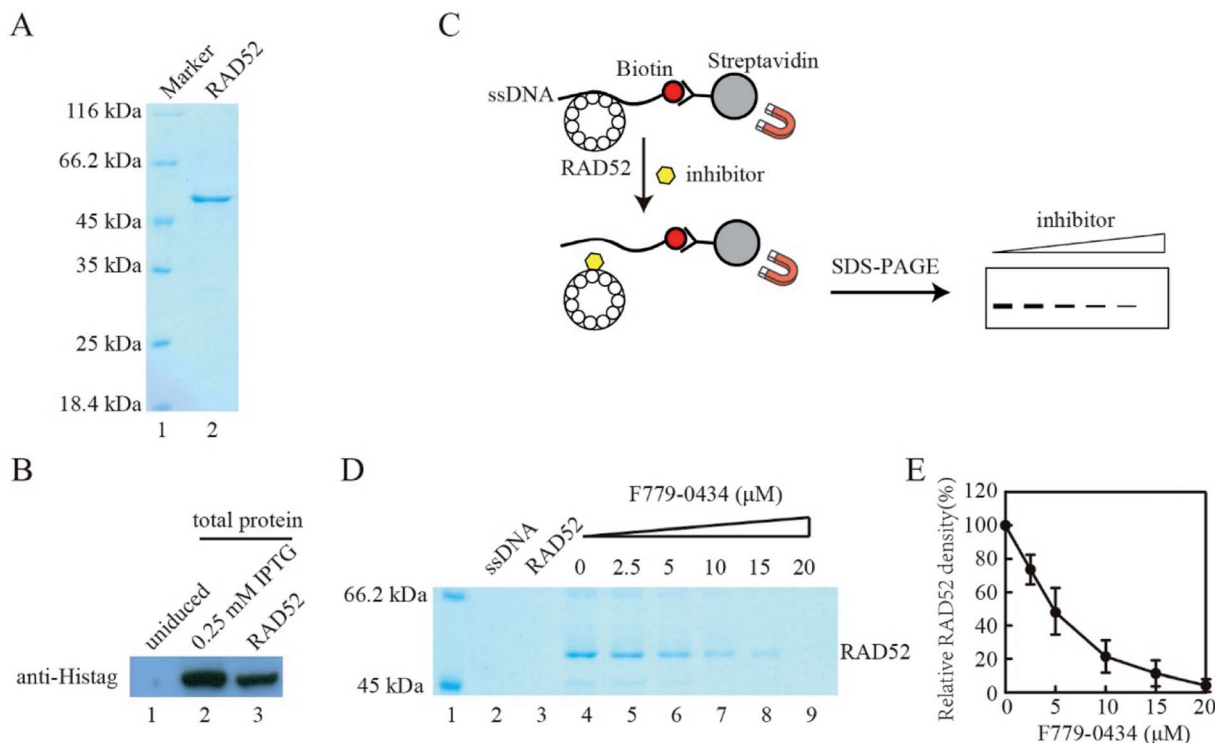 A
Marker
RAD52
116 kDa
66.2 kDa
45 kDa
35 kDa
25 kDa
18.4 kDa
1 2
B
total protein
uniduced
0.25 mM IPTG
RAD52
anti-Histag
1 2 3
C
Streptavidin
Biotin
ssDNA
RAD52
inhibitor
SDS-PAGE
inhibitor
D
F779-0434 (μM)
ssDNA
RAD52
0 2.5 5 10 15 20
66.2 kDa
RAD52
45 kDa
1 2 3 4 5 6 7 8 9
E
Relative RAD52 density(%)
120
100
80
60
40
20
0
0 5 10 15 20
F779-0434 (μM)